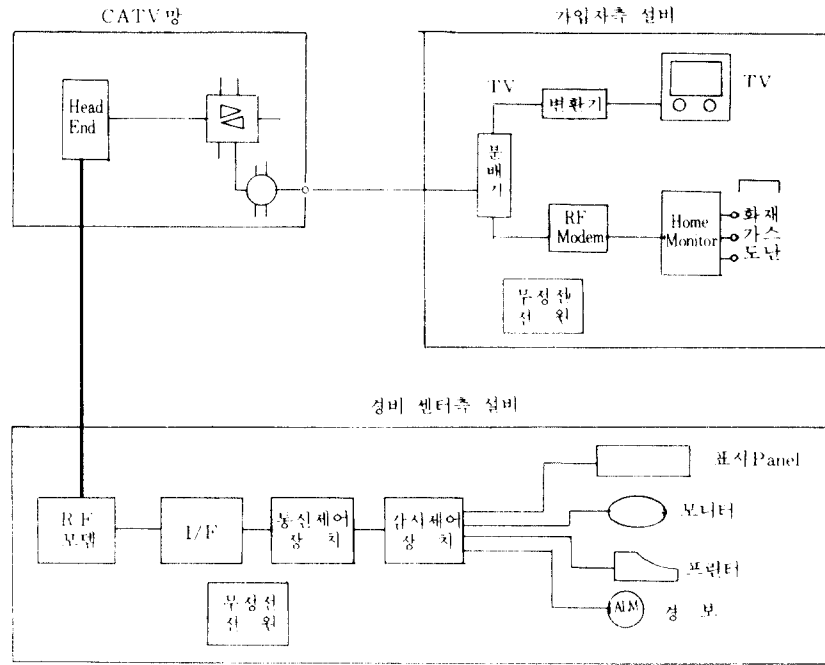 CATV망
가입자측 설비
Head
End
TV
변환기
TV
분
배
기
RF
Modem
Home
Monitor
화재
가스
도난
무정전
전 원
경비 센터측 설비
표시Panel
RF
모뎀
I/F
통신제어
장 치
감시제어
장 치
모니터
프린터
무정전
전 원
ALM
경 보